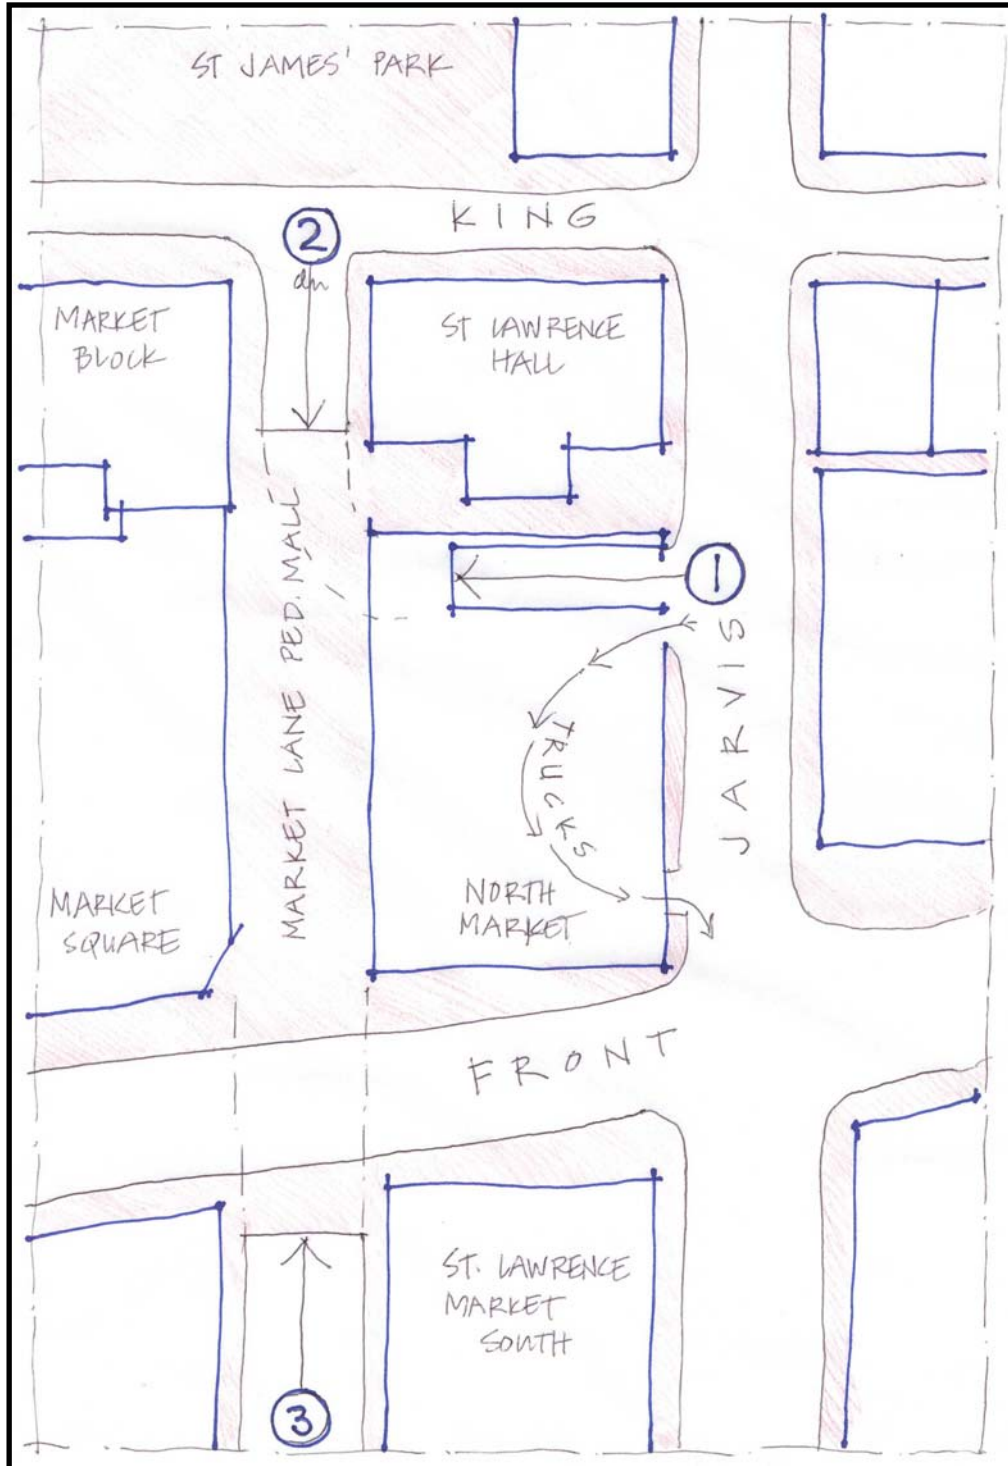 ST JAMES' PARK
KING
2
dn
MARKET
BLOCK
ST LAWRENCE
HALL
MARKET LANE PED. MALL
1
JARVIS
TRUCKS
MARKET
SQUARE
NORTH
MARKET
FRONT
ST. LAWRENCE
MARKET
SOUTH
3